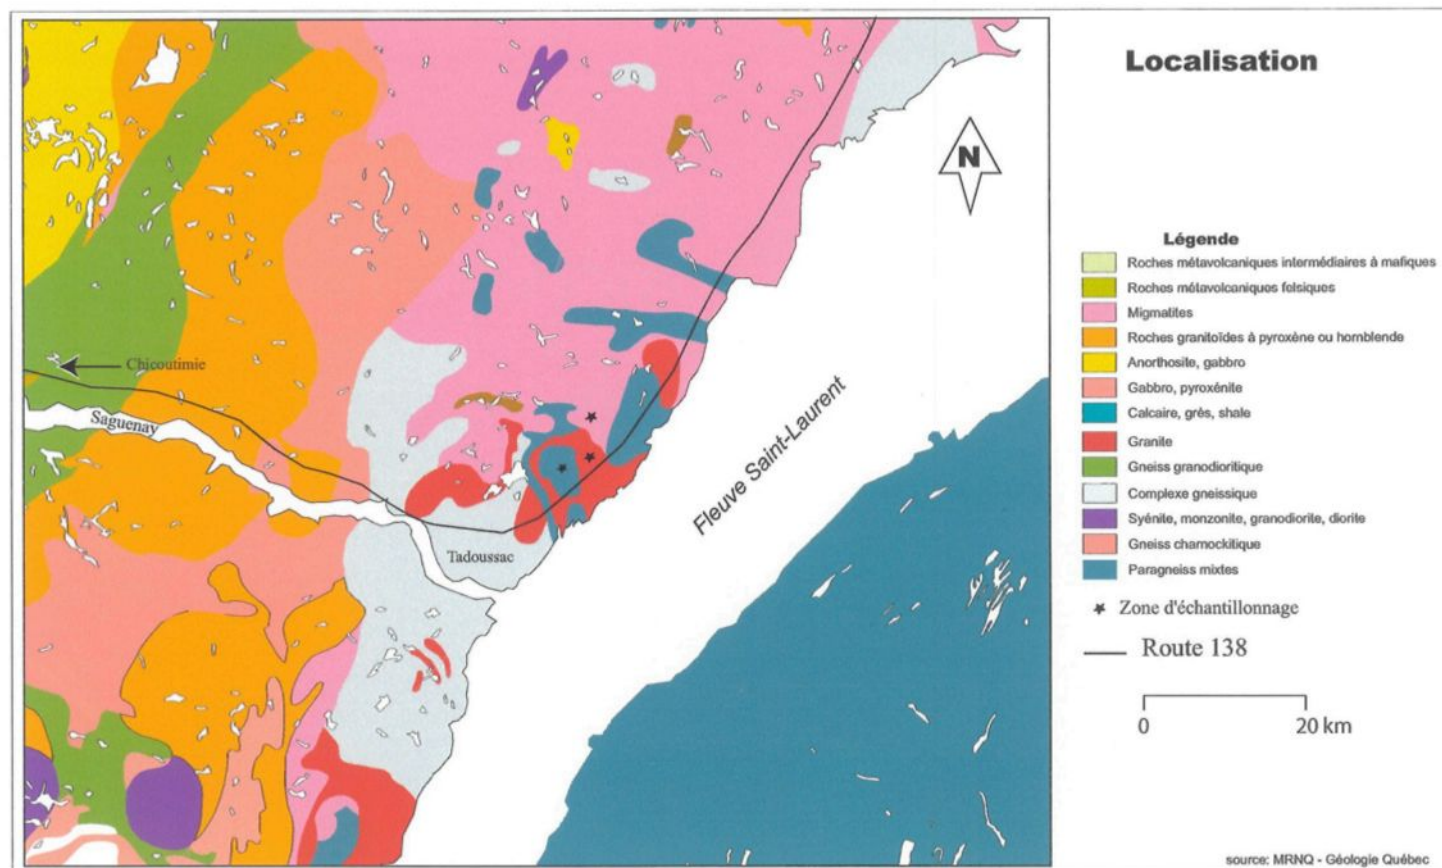 Localisation
N
Légende
Roches métavolcaniques intermédiaires à mafiques
Roches métavolcaniques felsiques
Migmatites
Roches granitoïdes à pyroxène ou hornblende
Anorthosite, gabbro
Gabbro, pyroxénite
Calcaire, grès, shale
Granite
Gneiss granodioritique
Complexe gneissique
Syénite, monzonite, granodiorite, diorite
Gneiss charnockitique
Paragneiss mixtes
Zone d'échantillonnage
Route 138
0 20 km
Chicoutimie
Saguenay
Tadoussac
Fleuve Saint-Laurent
source: MRNQ - Géologie Québec